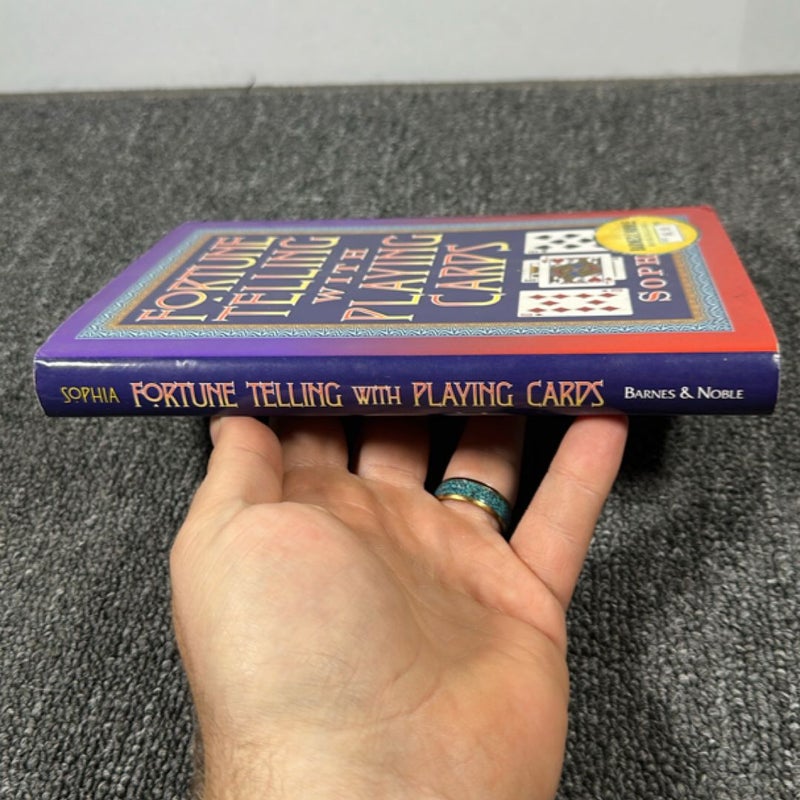 FORTUNE
TELLING
WITH
PLAYING
CARDS
SOPH
SOPHIA FORTUNE TELLING WITH PLAYING CARDS BARNES & NOBLE